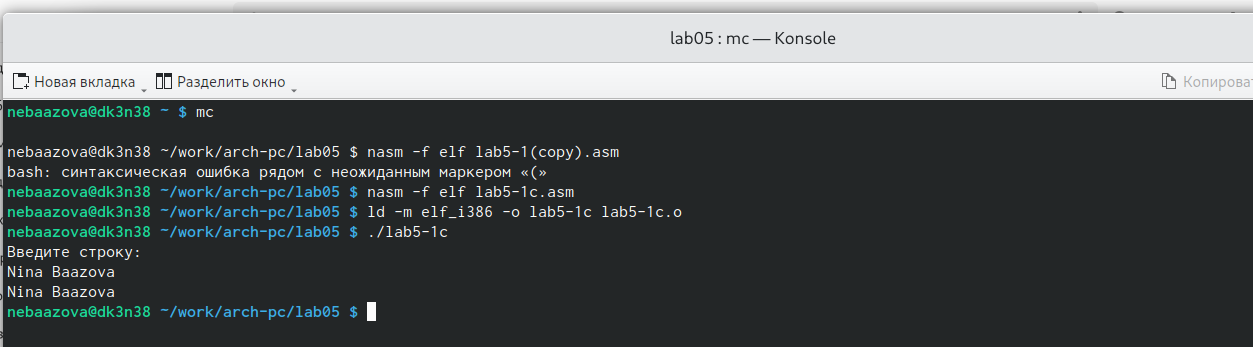 lab05 : mc — Konsole
Новая вкладка Разделить окно Копироват
nebaazova@dk3n38 ~ $ mc
nebaazova@dk3n38 ~/work/arch-pc/lab05 $ nasm -f elf lab5-1(copy).asm
bash: синтаксическая ошибка рядом с неожиданным маркером «(»
nebaazova@dk3n38 ~/work/arch-pc/lab05 $ nasm -f elf lab5-1c.asm
nebaazova@dk3n38 ~/work/arch-pc/lab05 $ ld -m elf_i386 -o lab5-1c lab5-1c.o
nebaazova@dk3n38 ~/work/arch-pc/lab05 $ ./lab5-1c
Введите строку:
Nina Baazova
Nina Baazova
nebaazova@dk3n38 ~/work/arch-pc/lab05 $